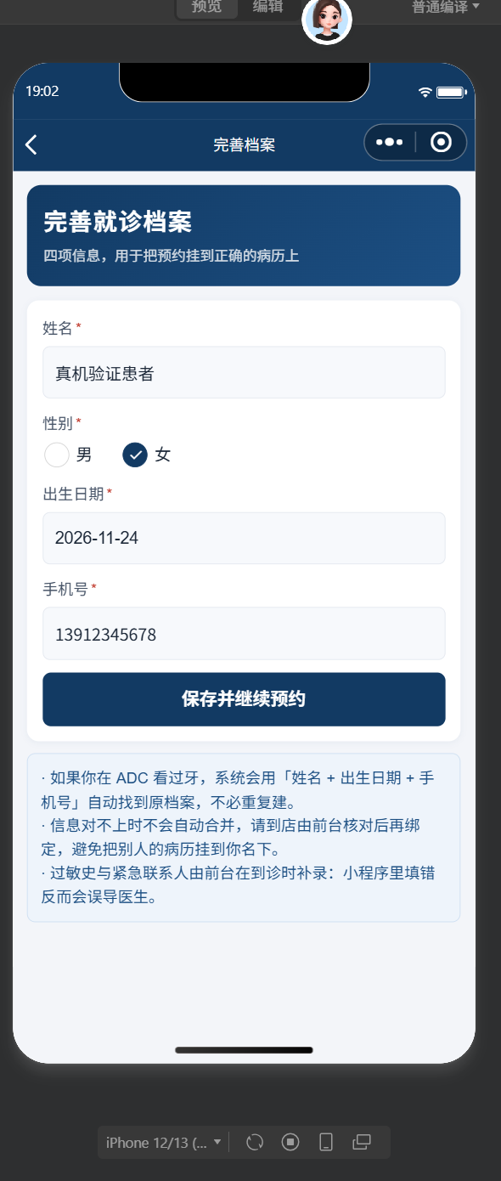 预览 编辑 普通编译
19:02
完善档案
完善就诊档案
四项信息，用于把预约挂到正确的病历上
姓名*
真机验证患者
性别*
男 女
出生日期*
2026-11-24
手机号*
13912345678
保存并继续预约
· 如果你在 ADC 看过牙，系统会用「姓名 + 出生日期 + 手
机号」自动找到原档案，不必重复建。
· 信息对不上时不会自动合并，请到店由前台核对后再绑
定，避免把别人的病历挂到你名下。
· 过敏史与紧急联系人由前台在到诊时补录：小程序里填错
反而会误导医生。
iPhone 12/13 (...